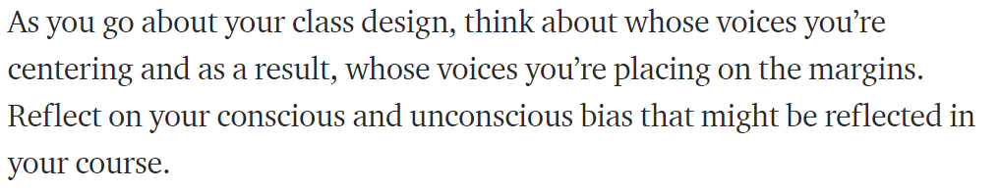 As you go about your class design, think about whose voices you’re
centering and as a result, whose voices you’re placing on the margins.
Reflect on your conscious and unconscious bias that might be reflected in
your course.